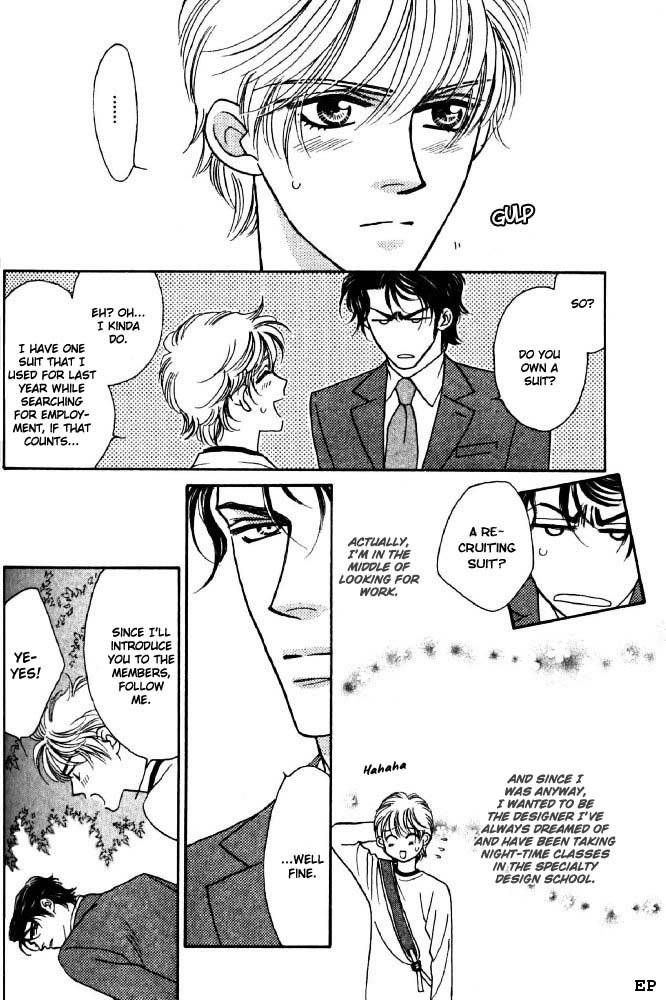 ......
GULP
SO?
DO YOU
OWN A
SUIT?
EH? OH...
I KINDA
DO.
I HAVE ONE
SUIT THAT I
USED FOR LAST
YEAR WHILE
SEARCHING
FOR EMPLOY-
MENT, IF THAT
COUNTS...
A RE-
CRUITING
SUIT?
ACTUALLY,
I'M IN THE
MIDDLE OF
LOOKING FOR
WORK.
AND SINCE I
WAS ANYWAY,
I WANTED TO BE
THE DESIGNER I'VE
ALWAYS DREAMED OF
AND HAVE BEEN TAKING
NIGHT-TIME CLASSES
IN THE SPECIALTY
DESIGN SCHOOL.
Hahaha
...WELL
FINE.
SINCE I'LL
INTRODUCE
YOU TO THE
MEMBERS,
FOLLOW
ME.
YE-
YES!
EP